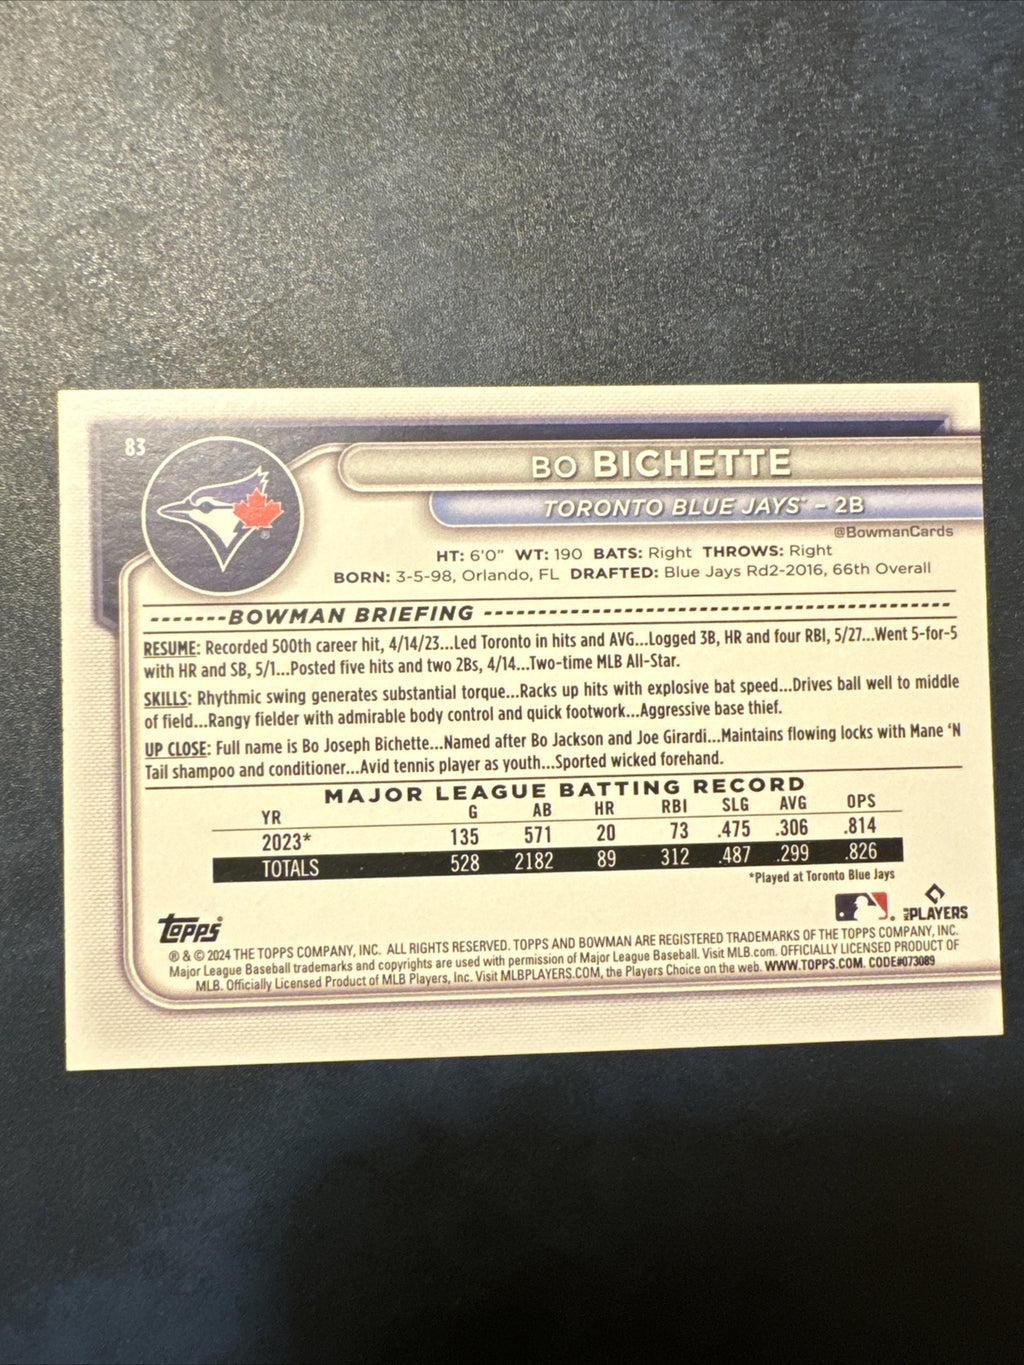 83
BO BICHETTE
TORONTO BLUE JAYS™ – 2B
@BowmanCards
HT: 6'0" WT: 190 BATS: Right THROWS: Right
BORN: 3-5-98, Orlando, FL DRAFTED: Blue Jays Rd2-2016, 66th Overall
BOWMAN BRIEFING
RESUME: Recorded 500th career hit, 4/14/23...Led Toronto in hits and AVG...Logged 3B, HR and four RBI, 5/27...Went 5-for-5
with HR and SB, 5/1...Posted five hits and two 2Bs, 4/14...Two-time MLB All-Star.
SKILLS: Rhythmic swing generates substantial torque...Racks up hits with explosive bat speed...Drives ball well to middle
of field...Rangy fielder with admirable body control and quick footwork...Aggressive base thief.
UP CLOSE: Full name is Bo Joseph Bichette...Named after Bo Jackson and Joe Girardi...Maintains flowing locks with Mane 'N
Tail shampoo and conditioner...Avid tennis player as youth...Sported wicked forehand.
MAJOR LEAGUE BATTING RECORD
YR G AB HR RBI SLG AVG OPS
2023* 135 571 20 73 .475 .306 .814
TOTALS 528 2182 89 312 .487 .299 .826
*Played at Toronto Blue Jays
Topps®
MLB PLAYERS
® & © 2024 THE TOPPS COMPANY, INC. ALL RIGHTS RESERVED. TOPPS AND BOWMAN ARE REGISTERED TRADEMARKS OF THE TOPPS COMPANY, INC.
Major League Baseball trademarks and copyrights are used with permission of Major League Baseball. Visit MLB.com. OFFICIALLY LICENSED PRODUCT OF
MLB. Officially Licensed Product of MLB Players, Inc. Visit MLBPLAYERS.COM, the Players Choice on the web. WWW.TOPPS.COM. CODE#073089